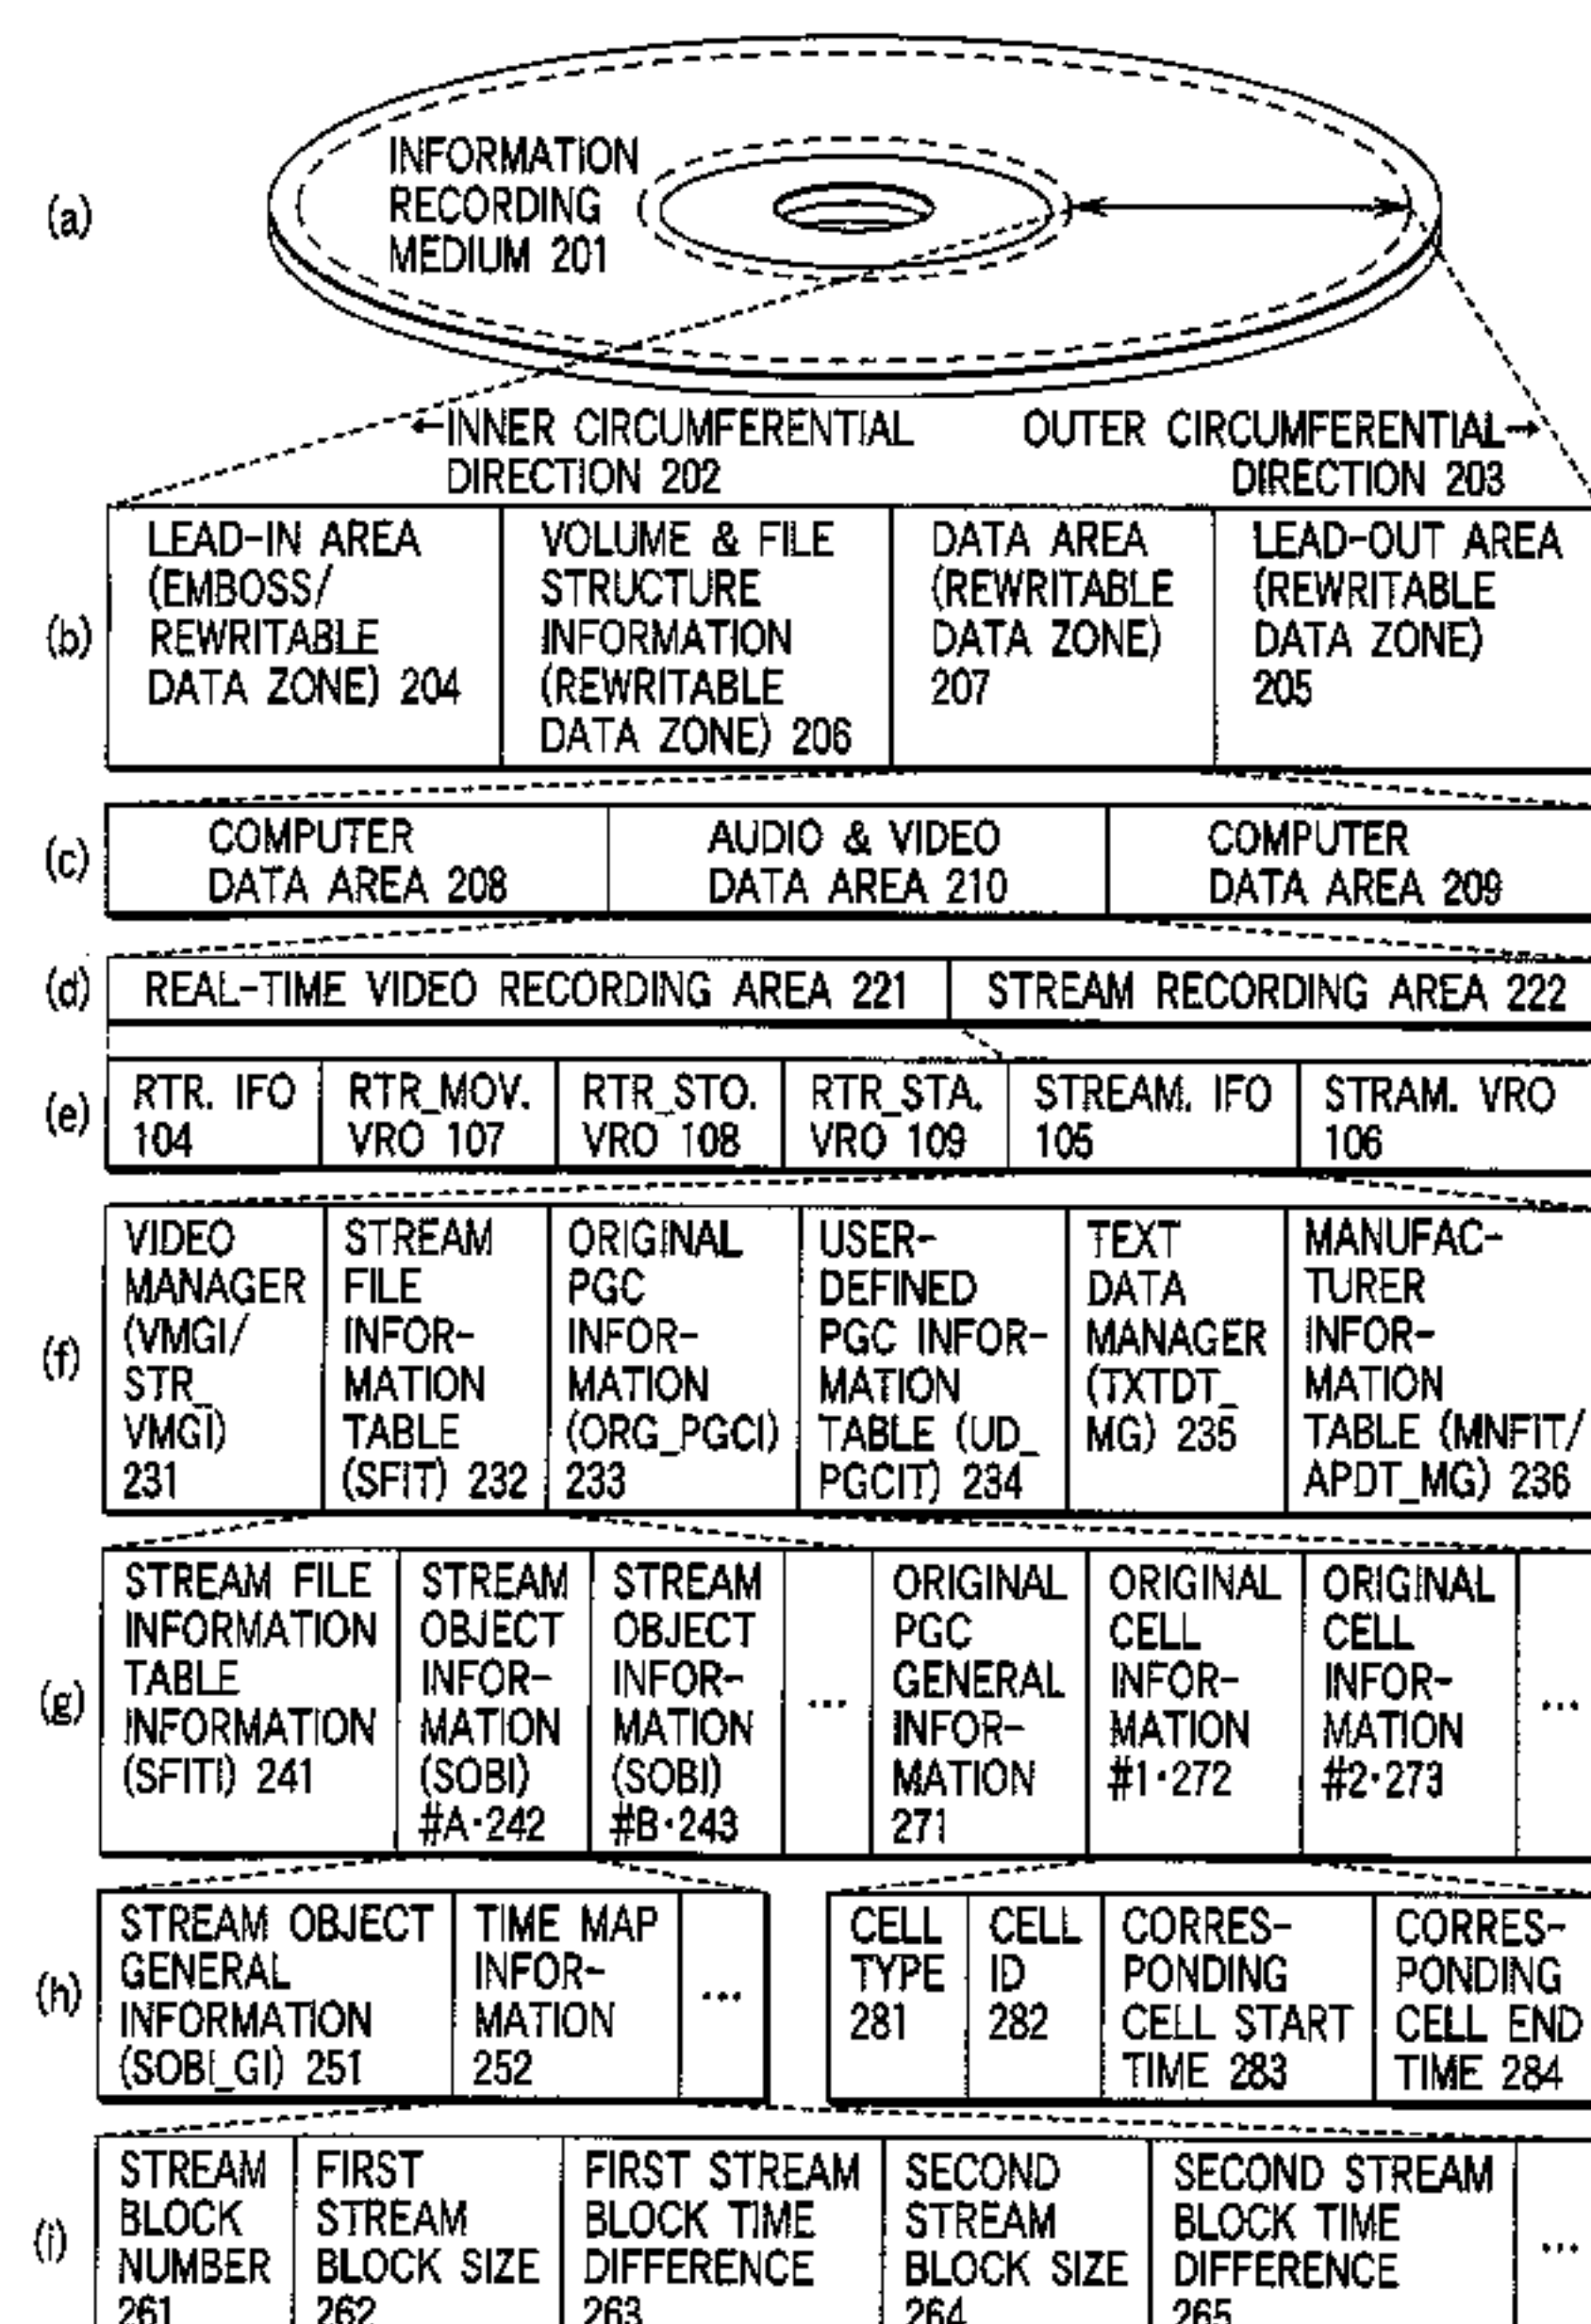 (a)
INFORMATION
RECORDING
MEDIUM 201
←INNER CIRCUMFERENTIAL
DIRECTION 202
OUTER CIRCUMFERENTIAL→
DIRECTION 203
(b)
LEAD-IN AREA
(EMBOSS/
REWRITABLE
DATA ZONE) 204
VOLUME & FILE
STRUCTURE
INFORMATION
(REWRITABLE
DATA ZONE) 206
DATA AREA
(REWRITABLE
DATA ZONE)
207
LEAD-OUT AREA
(REWRITABLE
DATA ZONE)
205
(c)
COMPUTER
DATA AREA 208
AUDIO & VIDEO
DATA AREA 210
COMPUTER
DATA AREA 209
(d)
REAL-TIME VIDEO RECORDING AREA 221
STREAM RECORDING AREA 222
(e)
RTR. IFO
104
RTR_MOV.
VRO 107
RTR_STO.
VRO 108
RTR_STA.
VRO 109
STREAM. IFO
105
STRAM. VRO
106
(f)
VIDEO
MANAGER
(VMGI/
STR_
VMGI)
231
STREAM
FILE
INFOR-
MATION
TABLE
(SFIT) 232
ORIGINAL
PGC
INFOR-
MATION
(ORG_PGCI)
233
USER-
DEFINED
PGC INFOR-
MATION
TABLE (UD_
PGCIT) 234
TEXT
DATA
MANAGER
(TXTDT_
MG) 235
MANUFAC-
TURER
INFOR-
MATION
TABLE (MNFIT/
APDT_MG) 236
(g)
STREAM FILE
INFORMATION
TABLE
INFORMATION
(SFITI) 241
STREAM
OBJECT
INFOR-
MATION
(SOBI)
#A·242
STREAM
OBJECT
INFOR-
MATION
(SOBI)
#B·243
...
ORIGINAL
PGC
GENERAL
INFOR-
MATION
271
ORIGINAL
CELL
INFOR-
MATION
#1·272
ORIGINAL
CELL
INFOR-
MATION
#2·273
...
(h)
STREAM OBJECT
GENERAL
INFORMATION
(SOBI_GI) 251
TIME MAP
INFOR-
MATION
252
...
CELL
TYPE
281
CELL
ID
282
CORRES-
PONDING
CELL START
TIME 283
CORRES-
PONDING
CELL END
TIME 284
(i)
STREAM
BLOCK
NUMBER
261
FIRST
STREAM
BLOCK SIZE
262
FIRST STREAM
BLOCK TIME
DIFFERENCE
263
SECOND
STREAM
BLOCK SIZE
264
SECOND STREAM
BLOCK TIME
DIFFERENCE
265
...